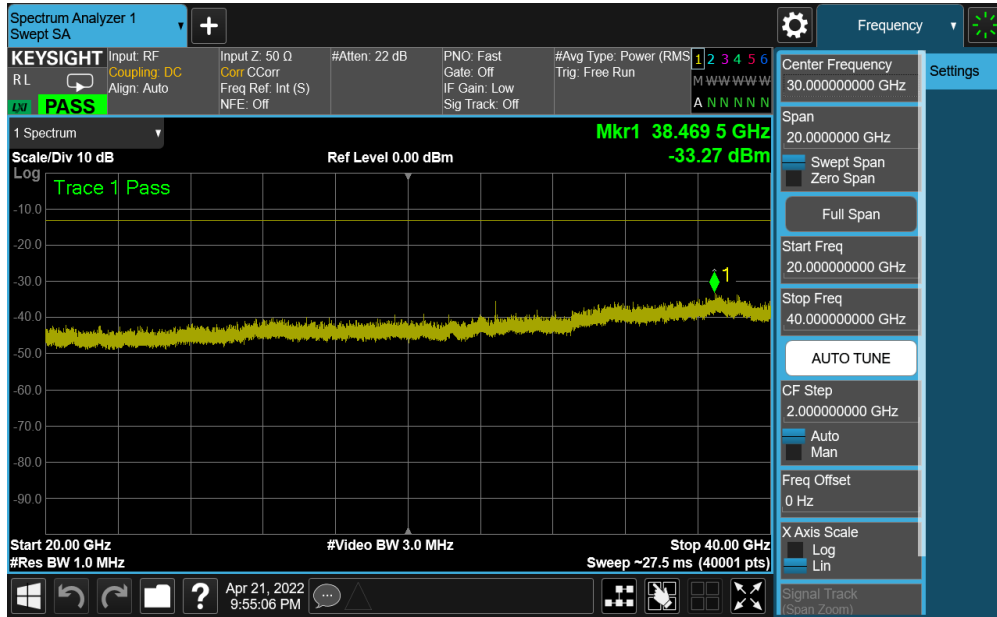 Spectrum Analyzer 1
Swept SA
Frequency
KEYSIGHT
R L
LXI
PASS
Input: RF
Coupling: DC
Align: Auto
Input Z: 50 Ω
Corr CCorr
Freq Ref: Int (S)
NFE: Off
#Atten: 22 dB
PNO: Fast
Gate: Off
IF Gain: Low
Sig Track: Off
#Avg Type: Power (RMS
Trig: Free Run
1 2 3 4 5 6
M W W W W W
A N N N N N
1 Spectrum
Mkr1 38.469 5 GHz
Scale/Div 10 dB
Ref Level 0.00 dBm
-33.27 dBm
Log
Trace 1 Pass
-10.0
-20.0
-30.0
1
-40.0
-50.0
-60.0
-70.0
-80.0
-90.0
Start 20.00 GHz
#Video BW 3.0 MHz
Stop 40.00 GHz
#Res BW 1.0 MHz
Sweep ~27.5 ms (40001 pts)
Center Frequency
30.000000000 GHz
Span
20.0000000 GHz
Swept Span
Zero Span
Full Span
Start Freq
20.000000000 GHz
Stop Freq
40.000000000 GHz
AUTO TUNE
CF Step
2.000000000 GHz
Auto
Man
Freq Offset
0 Hz
X Axis Scale
Log
Lin
Signal Track
(Span Zoom)
Settings
?
Apr 21, 2022
9:55:06 PM